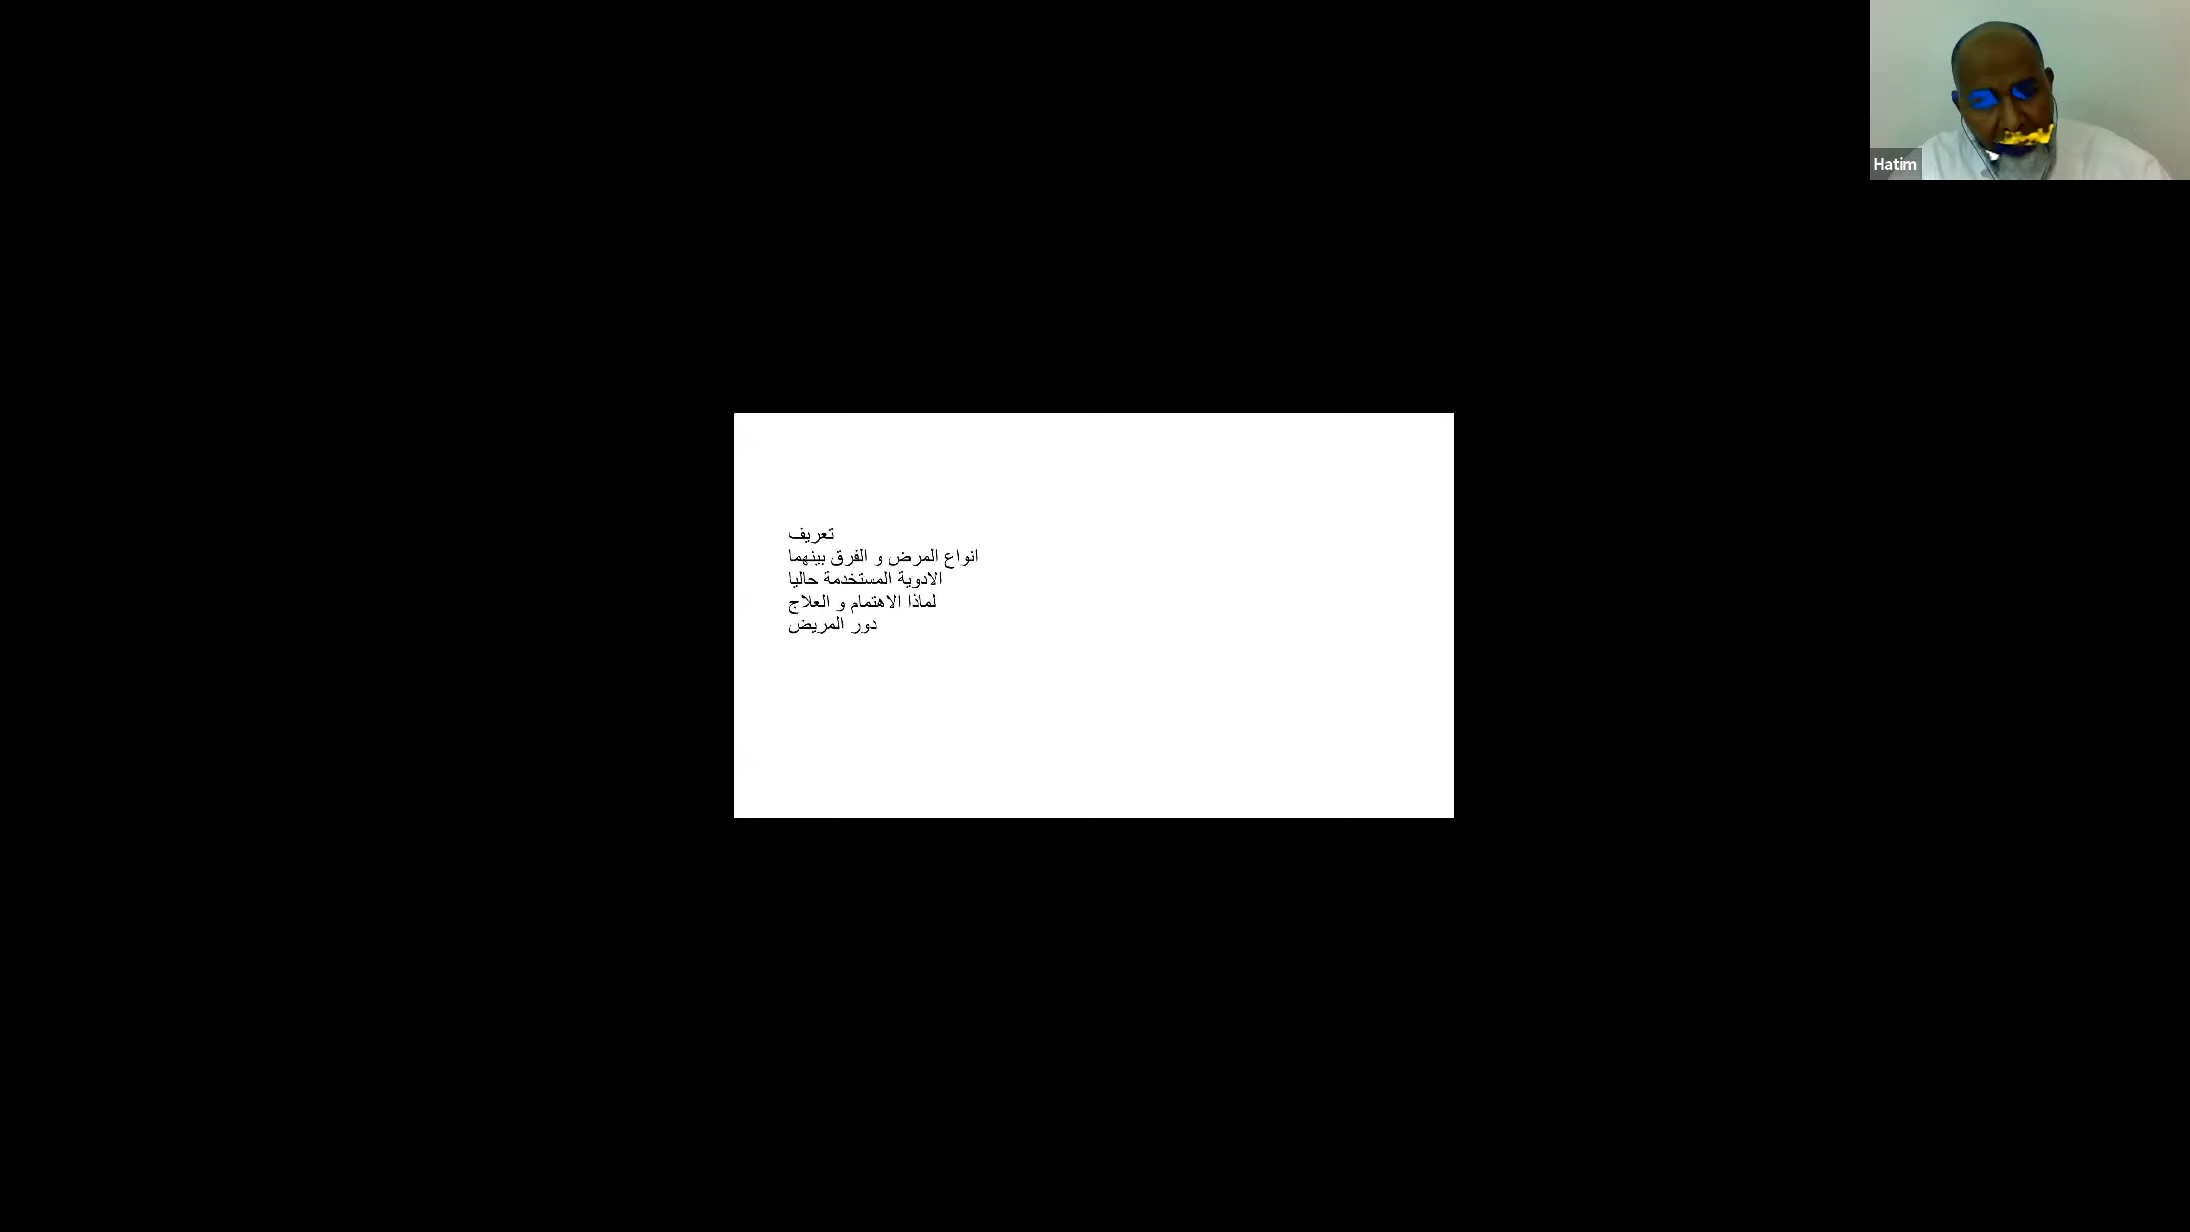 Hatim
تعريف
انواع المرض و الفرق بينهما
الادوية المستخدمة حاليا
لماذا الاهتمام و العلاج
دور المريض